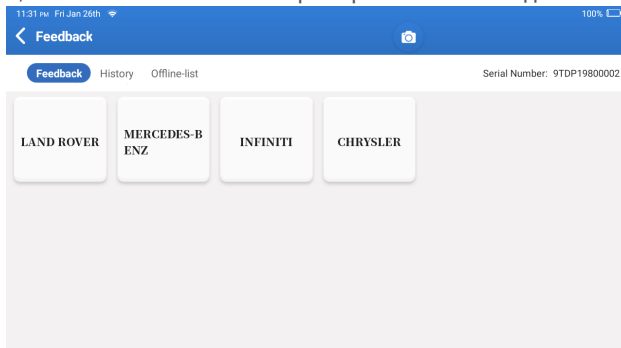 11:31 PM Fri Jan 26th
100%
Feedback
Feedback History Offline-list Serial Number: 9TDP19800002
LAND ROVER
MERCEDES-B
ENZ
INFINITI
CHRYSLER